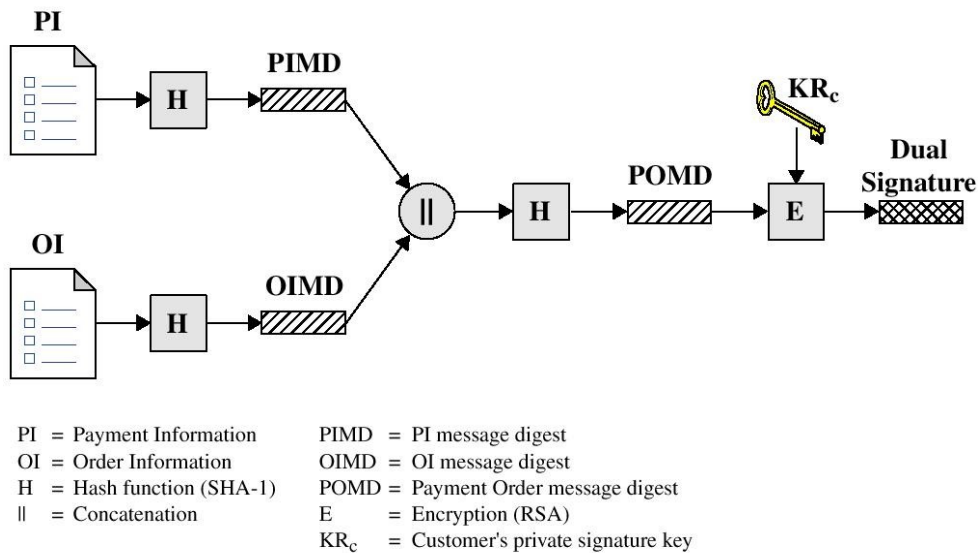 PI
PIMD
H
KRc
Dual
Signature
POMD
||
H
E
OI
OIMD
H
PI = Payment Information
OI = Order Information
H = Hash function (SHA-1)
|| = Concatenation
PIMD = PI message digest
OIMD = OI message digest
POMD = Payment Order message digest
E = Encryption (RSA)
KRc = Customer's private signature key